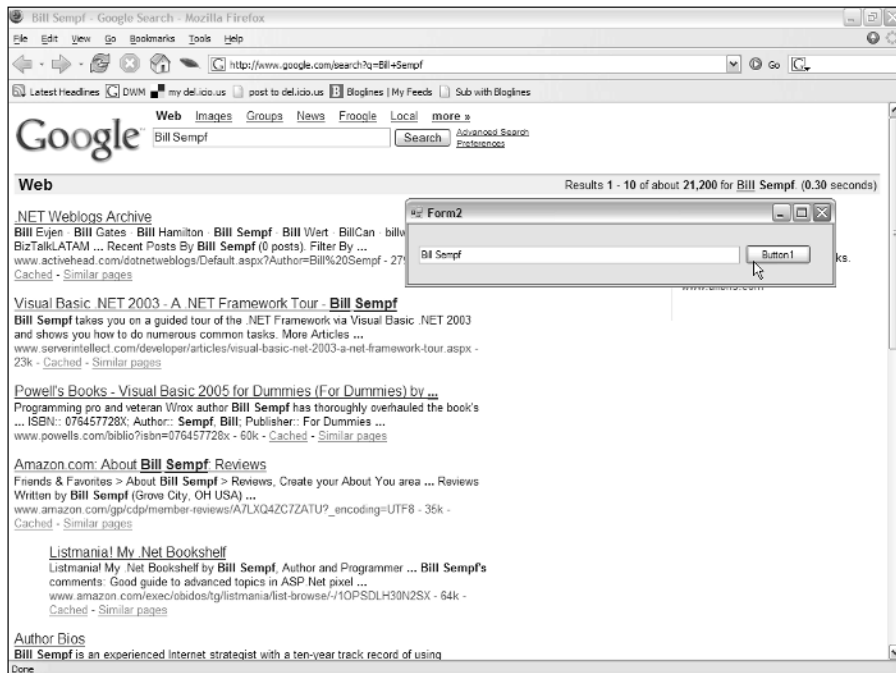 Bill Sempf - Google Search - Mozilla Firefox
File Edit View Go Bookmarks Tools Help
http://www.google.com/search?q=Bill+Sempf
Go
G
Latest Headlines G DWM my del.icio.us post to del.icio.us B Bloglines | My Feeds Sub with Bloglines
Google™
Web Images Groups News Froogle Local more »
Bill Sempf Search Advanced Search
Preferences
Web Results 1 - 10 of about 21,200 for Bill Sempf. (0.30 seconds)
Form2
Bill Sempf Button1
ks.
.NET Weblogs Archive
Bill Evjen · Bill Gates · Bill Hamilton · Bill Sempf · Bill Wert · BillCan ·
BizTalkLATAM ... Recent Posts By Bill Sempf (0 posts). Filter By ...
www.activehead.com/dotnetweblogs/Default.aspx?Author=Bill%20Sempf -
Cached - Similar pages
Visual Basic .NET 2003 - A .NET Framework Tour - Bill Sempf
Bill Sempf takes you on a guided tour of the .NET Framework via Visual Basic .NET 2003
and shows you how to do numerous common tasks. More Articles ...
www.serverintellect.com/developer/articles/visual-basic-net-2003-a-net-framework-tour.aspx -
23k - Cached - Similar pages
Powell's Books - Visual Basic 2005 for Dummies (For Dummies) by ...
Programming pro and veteran Wrox author Bill Sempf has thoroughly overhauled the book's
... ISBN:: 076457728X; Author:: Sempf, Bill; Publisher:: For Dummies ...
www.powells.com/biblio?isbn=076457728x - 60k - Cached - Similar pages
Amazon.com: About Bill Sempf: Reviews
Friends & Favorites > About Bill Sempf > Reviews, Create your About You area ... Reviews
Written by Bill Sempf (Grove City, OH USA) ...
www.amazon.com/gp/cdp/member-reviews/A7LXQ4ZC7ZATU?_encoding=UTF8 - 35k -
Cached - Similar pages
Listmania! My .Net Bookshelf
Listmania! My .Net Bookshelf by Bill Sempf, Author and Programmer ... Bill Sempf's
comments: Good guide to advanced topics in ASP.Net pixel ...
www.amazon.com/exec/obidos/tg/listmania/list-browse/-/1OPSDLH30N2SX - 64k -
Cached - Similar pages
Author Bios
Bill Sempf is an experienced Internet strategist with a ten-year track record of using
Done